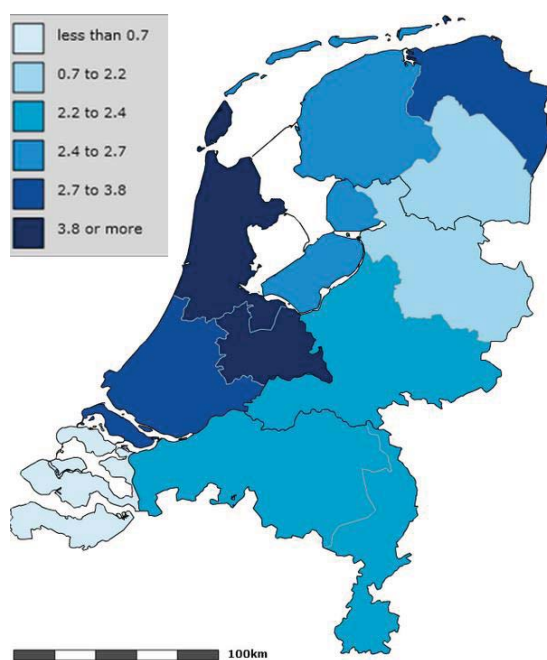 less than 0.7
0.7 to 2.2
2.2 to 2.4
2.4 to 2.7
2.7 to 3.8
3.8 or more
100km